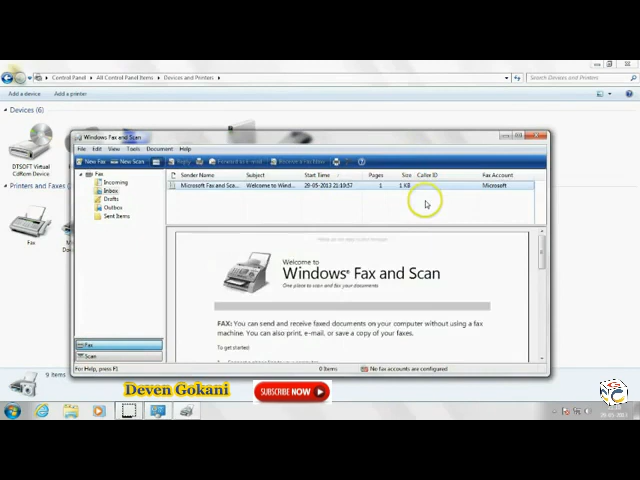 Control Panel ▸ All Control Panel Items ▸ Devices and Printers
Search Devices and Printers
Add a device Add a printer
Devices (6)
DTSOFT Virtual
CdRom Device
Printers and Faxes
Fax
Windows Fax and Scan
File Edit View Tools Document Help
New Fax New Scan Reply Forward as E-mail Receive a Fax Now
Fax
Incoming
Inbox
Drafts
Outbox
Sent Items
Sender Name Subject Start Time Pages Size Caller ID Fax Account
Microsoft Fax and Sca... Welcome to Wind... 29-05-2013 21:10:57 1 1 KB Microsoft
Welcome to
Windows® Fax and Scan
One place to scan and fax your documents
FAX: You can send and receive faxed documents on your computer without using a fax
machine. You can also print, e-mail, or save a copy of your faxes.
To get started:
Fax
Scan
For Help, press F1 0 Items No fax accounts are configured
9 Items
Deven Gokani
SUBSCRIBE NOW